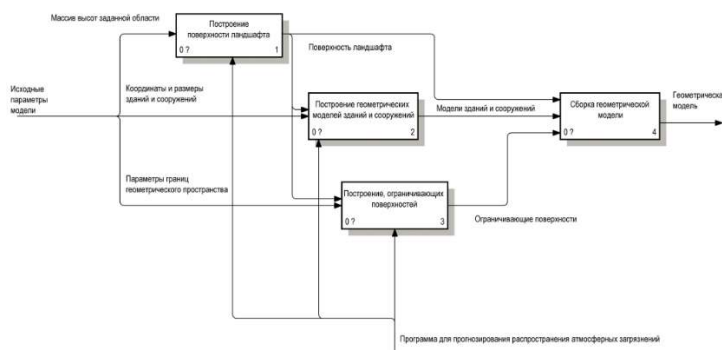 Массив высот заданной области
Построение
поверхности ландшафта
0 ?
1
Поверхность ландшафта
Исходные
параметры
модели
Координаты и размеры
зданий и сооружений
Построение геометрических
моделей зданий и сооружений
0 ?
2
Модели зданий и сооружений
Сборка геометрической
модели
0 ?
4
Геометрическа
модель
Параметры границ
геометрического пространства
Построение, ограничивающих
поверхностей
0 ?
3
Ограничивающие поверхности
Программа для прогнозирования распространения атмосферных загрязнений